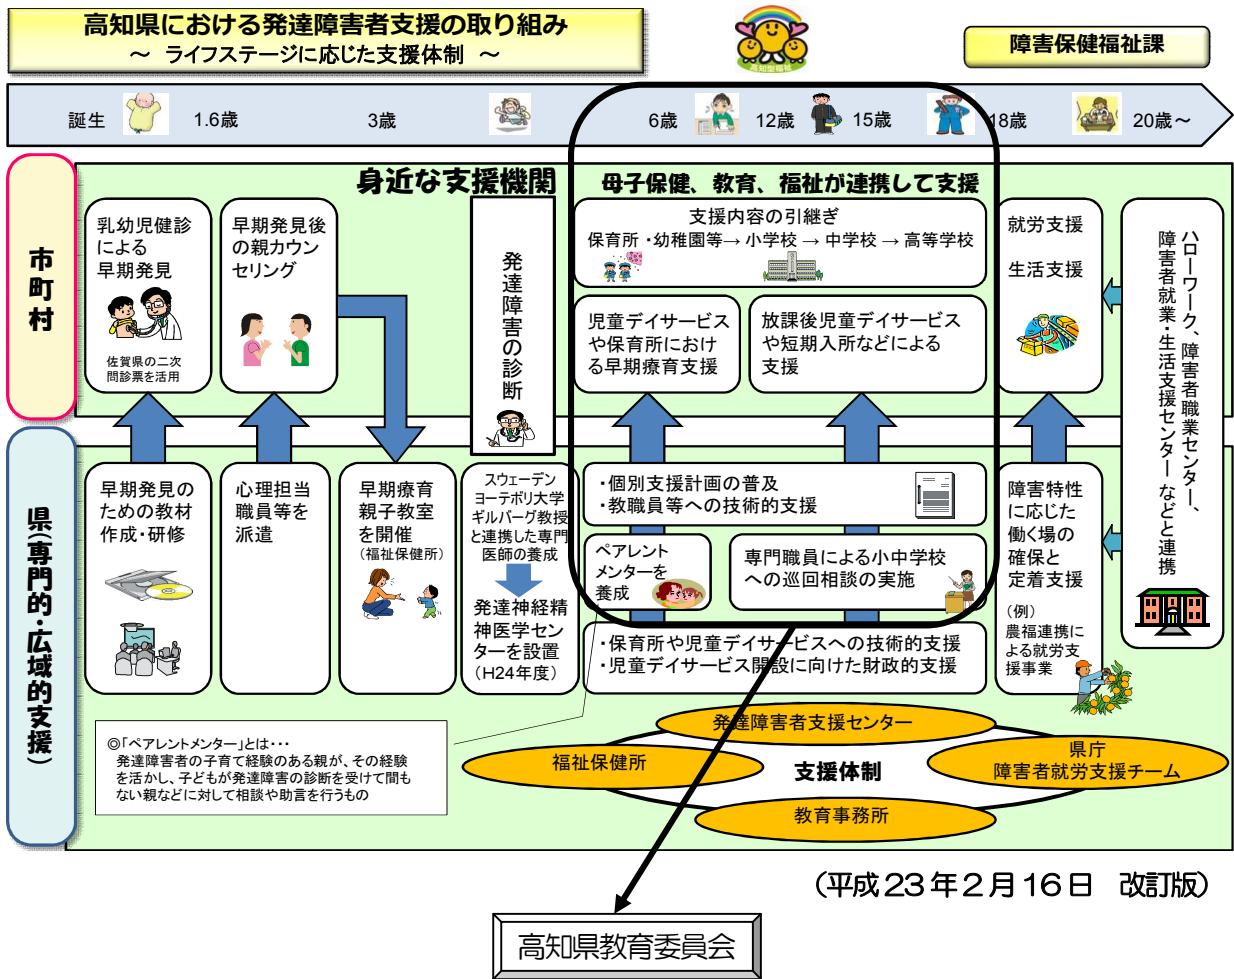 高知県における発達障害者支援の取り組み
～ ライフステージに応じた支援体制 ～
高知型福祉
障害保健福祉課
誕生
1.6歳
3歳
6歳
12歳
15歳
18歳
20歳～
市町村
身近な支援機関
母子保健、教育、福祉が連携して支援
乳幼児健診
による
早期発見
佐賀県の二次
問診票を活用
早期発見後
の親カウン
セリング
発達障害の診断
支援内容の引継ぎ
保育所・幼稚園等→ 小学校 → 中学校 → 高等学校
児童デイサービス
や保育所におけ
る早期療育支援
放課後児童デイサービス
や短期入所などによる
支援
就労支援
生活支援
ハローワーク、障害者職業センター、
障害者就業・生活支援センター などと連携
県(専門的・広域的支援)
早期発見の
ための教材
作成・研修
心理担当
職員等を
派遣
早期療育
親子教室
を開催
(福祉保健所)
スウェーデン
ヨーテボリ大学
ギルバーグ教授
と連携した専門
医師の養成
発達神経精
神医学セン
ターを設置
(H24年度)
・個別支援計画の普及
・教職員等への技術的支援
ペアレント
メンターを
養成
専門職員による小中学校
への巡回相談の実施
・保育所や児童デイサービスへの技術的支援
・児童デイサービス開設に向けた財政的支援
障害特性
に応じた
働く場の
確保と
定着支援
(例)
農福連携に
よる就労支
援事業
◎「ペアレントメンター」とは・・・
発達障害者の子育て経験のある親が、その経験
を活かし、子どもが発達障害の診断を受けて間も
ない親などに対して相談や助言を行うもの
発達障害者支援センター
福祉保健所
支援体制
県庁
障害者就労支援チーム
教育事務所
(平成23年2月16日 改訂版)
高知県教育委員会